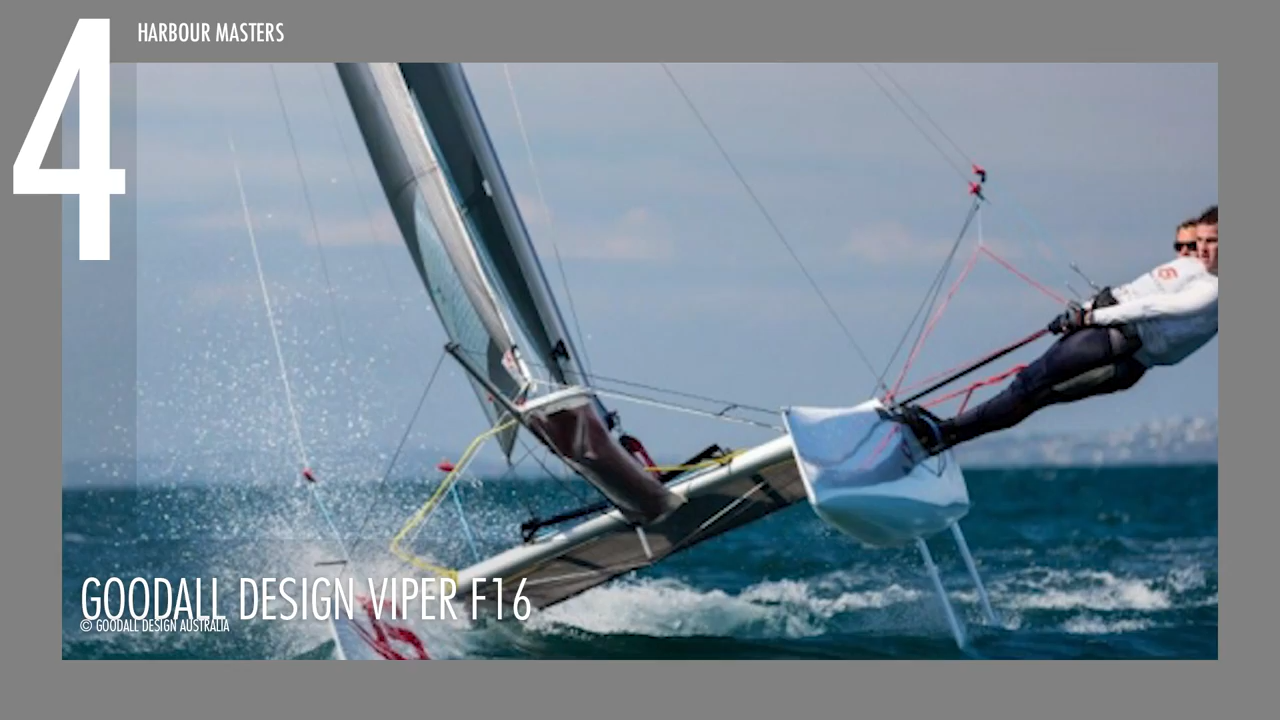 4
HARBOUR MASTERS
GOODALL DESIGN VIPER F16
© GOODALL DESIGN AUSTRALIA